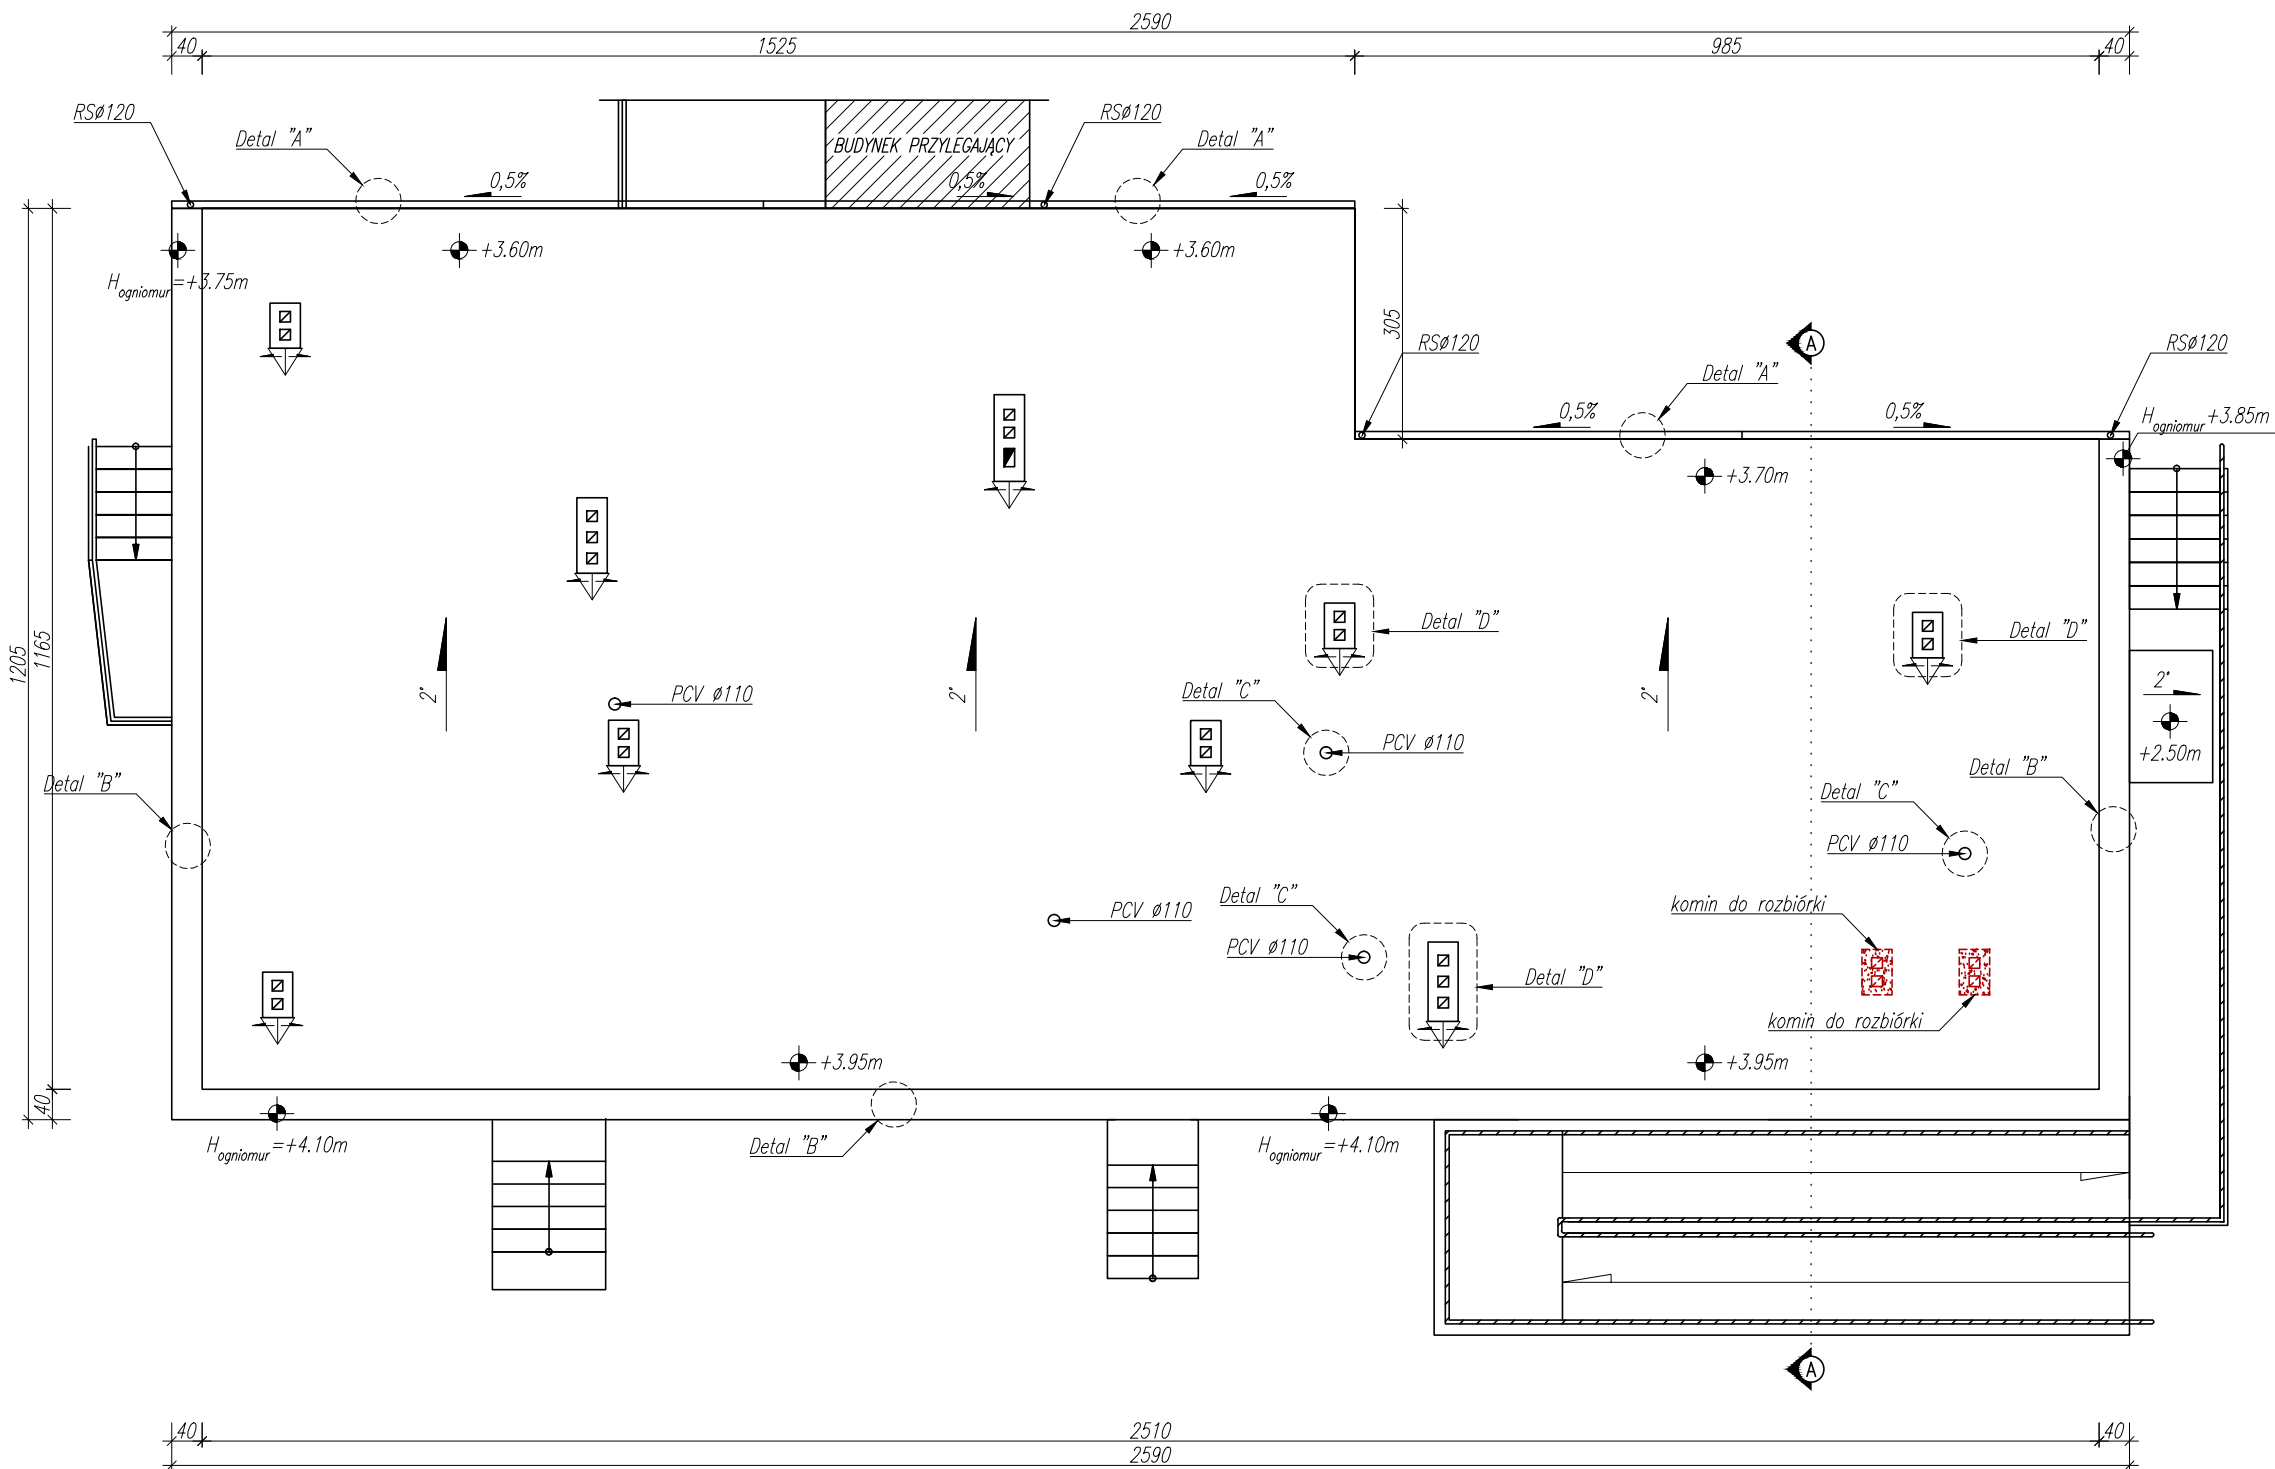 2590
40
1525
985
40
RSø120
Detal "A"
BUDYNEK PRZYLEGAJĄCY
RSø120
Detal "A"
0,5%
0,5%
0,5%
+3.60m
+3.60m
Hogniomur=+3.75m
305
RSø120
A
RSø120
Detal "A"
0,5%
0,5%
Hogniomur+3.85m
+3.70m
1205
1165
2°
2°
2°
Detal "D"
Detal "D"
PCV ø110
Detal "C"
PCV ø110
2°
+2.50m
Detal "B"
Detal "B"
Detal "C"
PCV ø110
PCV ø110
Detal "C"
PCV ø110
komin do rozbiórki
Detal "D"
komin do rozbiórki
+3.95m
+3.95m
40
Hogniomur=+4.10m
Detal "B"
Hogniomur=+4.10m
A
40
2510
40
2590